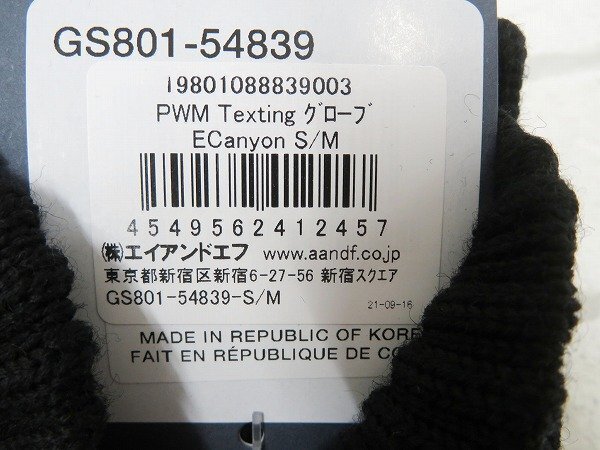 GS801-54839
19801088839003
PWM Texting ｸﾞﾛｰﾌﾞ
ECanyon S/M
4549562412457
㈱エイアンドエフ www.aandf.co.jp
東京都新宿区新宿6-27-56 新宿スクエア
GS801-54839-S/M 21-09-16
MADE IN REPUBLIC OF KORE
FAIT EN RÉPUBLIQUE DE CO